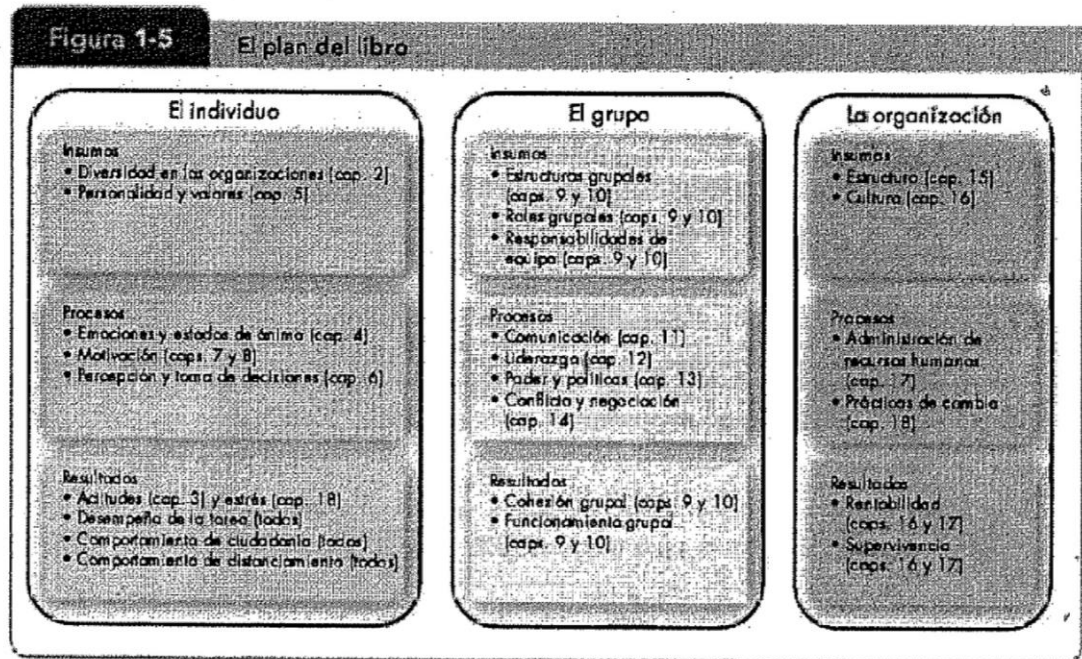 Figura 1-5
El plan del libro
El individuo
Insumos
• Diversidad en las organizaciones (cap. 2)
• Personalidad y valores (cap. 5)
Procesos
• Emociones y estados de ánimo (cap. 4)
• Motivación (caps. 7 y 8)
• Percepción y toma de decisiones (cap. 6)
Resultados
• Actitudes (cap. 3) y estrés (cap. 18)
• Desempeño de la tarea (todos)
• Comportamiento de ciudadanía (todos)
• Comportamiento de distanciamiento (todos)
El grupo
Insumos
• Estructuras grupales
(caps. 9 y 10)
• Roles grupales (caps. 9 y 10)
• Responsabilidades de
equipo (caps. 9 y 10)
Procesos
• Comunicación (cap. 11)
• Liderazgo (cap. 12)
• Poder y políticas (cap. 13)
• Conflicto y negociación
(cap. 14)
Resultados
• Cohesión grupal (caps. 9 y 10)
• Funcionamiento grupal
(caps. 9 y 10)
La organización
Insumos
• Estructura (cap. 15)
• Cultura (cap. 16)
Procesos
• Administración de
recursos humanos
(cap. 17)
• Prácticas de cambio
(cap. 18)
Resultados
• Rentabilidad
(caps. 16 y 17)
• Supervivencia
(caps. 16 y 17)